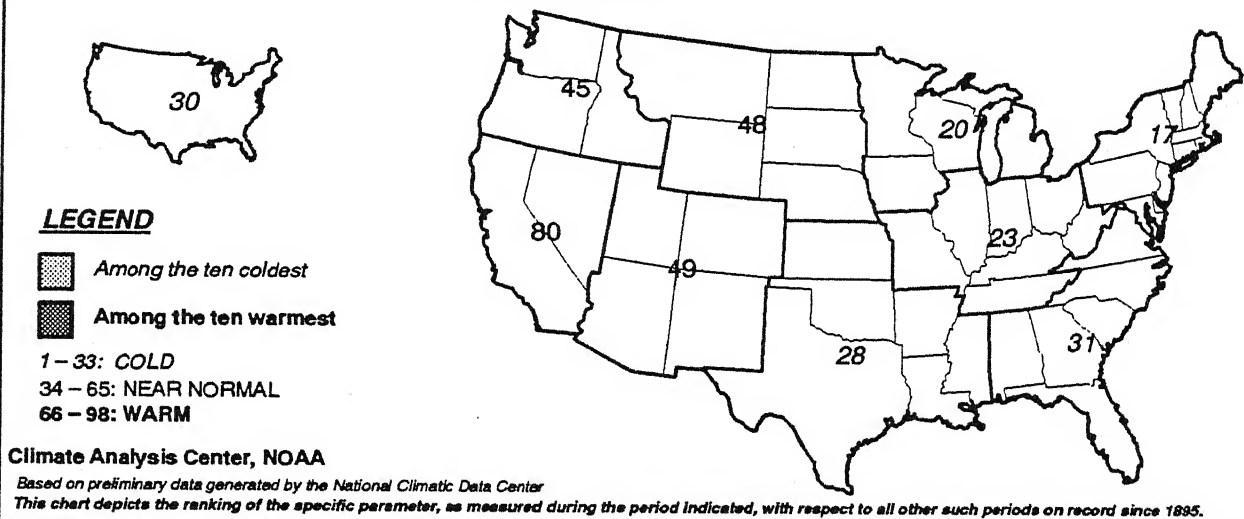 30
45
48
20
17
80
49
23
28
31
LEGEND
Among the ten coldest
Among the ten warmest
1 – 33: COLD
34 – 65: NEAR NORMAL
66 – 98: WARM
Climate Analysis Center, NOAA
Based on preliminary data generated by the National Climatic Data Center
This chart depicts the ranking of the specific parameter, as measured during the period indicated, with respect to all other such periods on record since 1895.